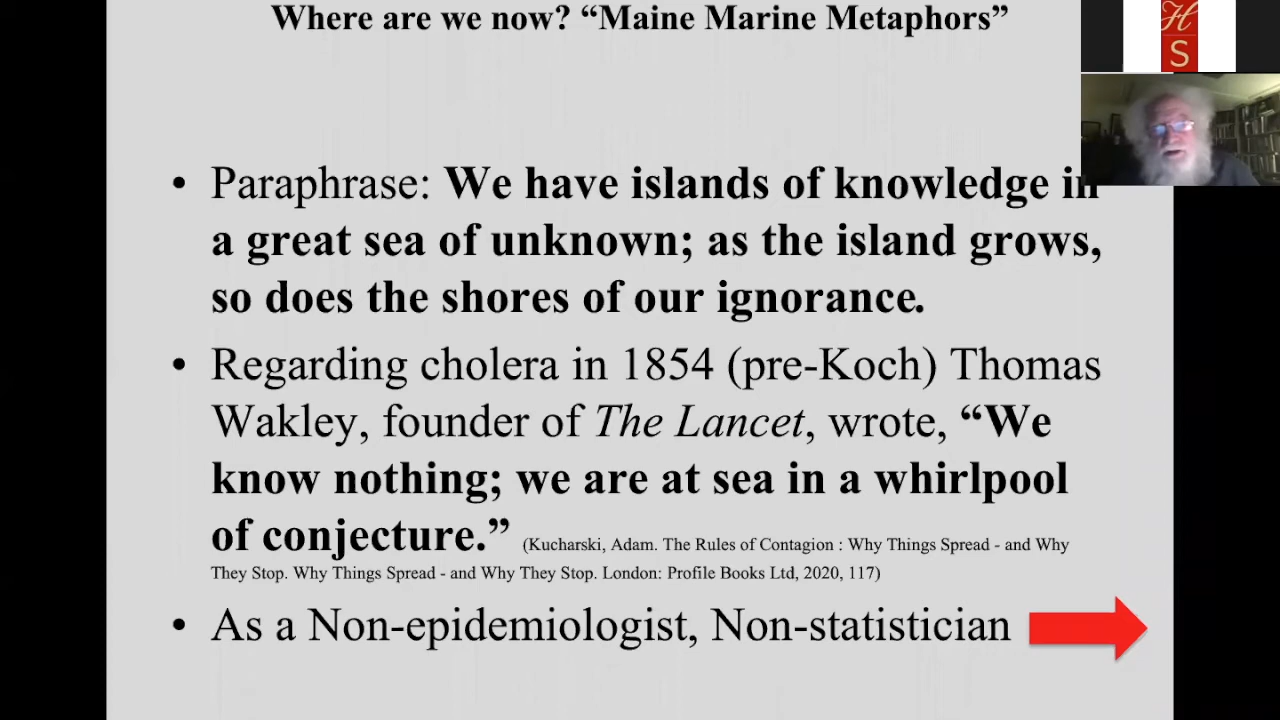 Where are we now? “Maine Marine Metaphors”
H
S
• Paraphrase: We have islands of knowledge in
a great sea of unknown; as the island grows,
so does the shores of our ignorance.
• Regarding cholera in 1854 (pre-Koch) Thomas
Wakley, founder of The Lancet, wrote, “We
know nothing; we are at sea in a whirlpool
of conjecture.” (Kucharski, Adam. The Rules of Contagion : Why Things Spread - and Why
They Stop. Why Things Spread - and Why They Stop. London: Profile Books Ltd, 2020, 117)
• As a Non-epidemiologist, Non-statistician